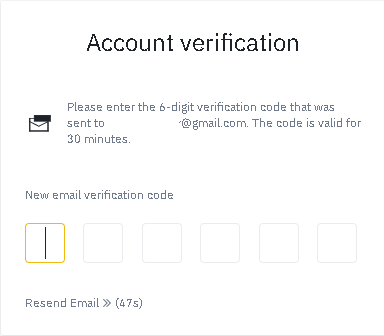 Account verification
Please enter the 6-digit verification code that was
sent to @gmail.com. The code is valid for
30 minutes.
New email verification code
Resend Email » (47s)